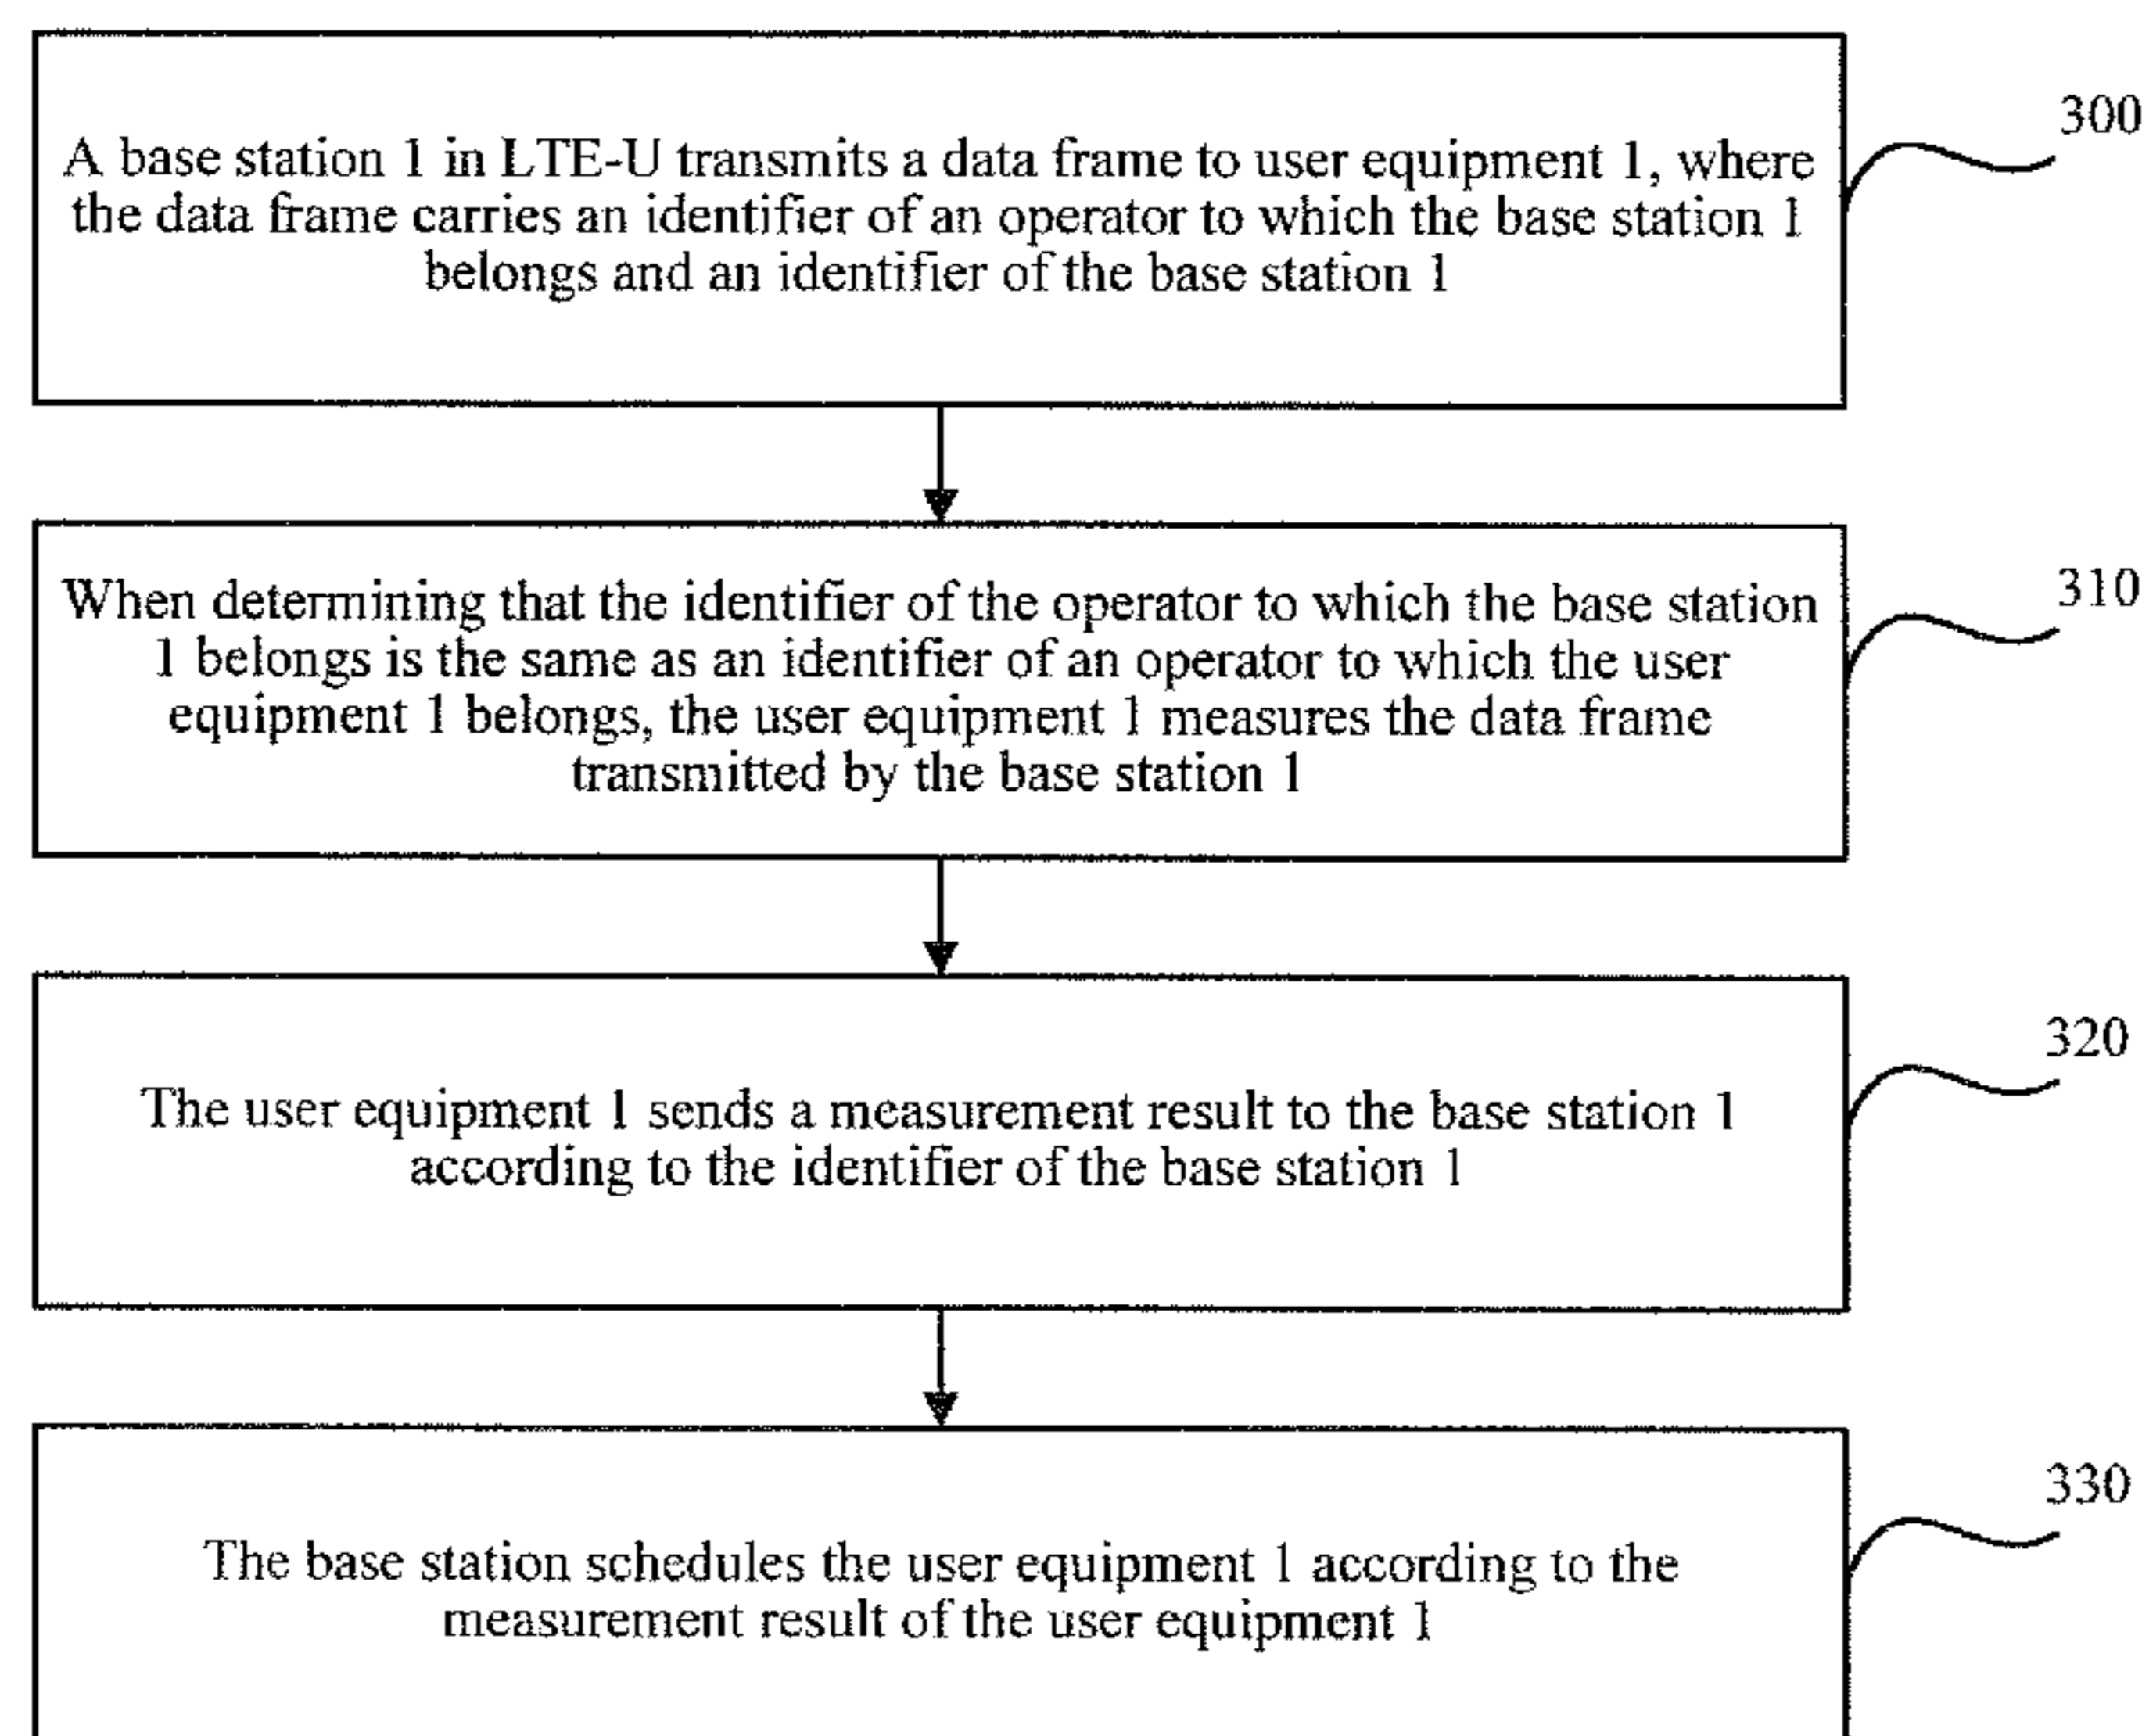 A base station 1 in LTE-U transmits a data frame to user equipment 1, where
the data frame carries an identifier of an operator to which the base station 1
belongs and an identifier of the base station 1
300
When determining that the identifier of the operator to which the base station
1 belongs is the same as an identifier of an operator to which the user
equipment 1 belongs, the user equipment 1 measures the data frame
transmitted by the base station 1
310
The user equipment 1 sends a measurement result to the base station 1
according to the identifier of the base station 1
320
The base station schedules the user equipment 1 according to the
measurement result of the user equipment 1
330